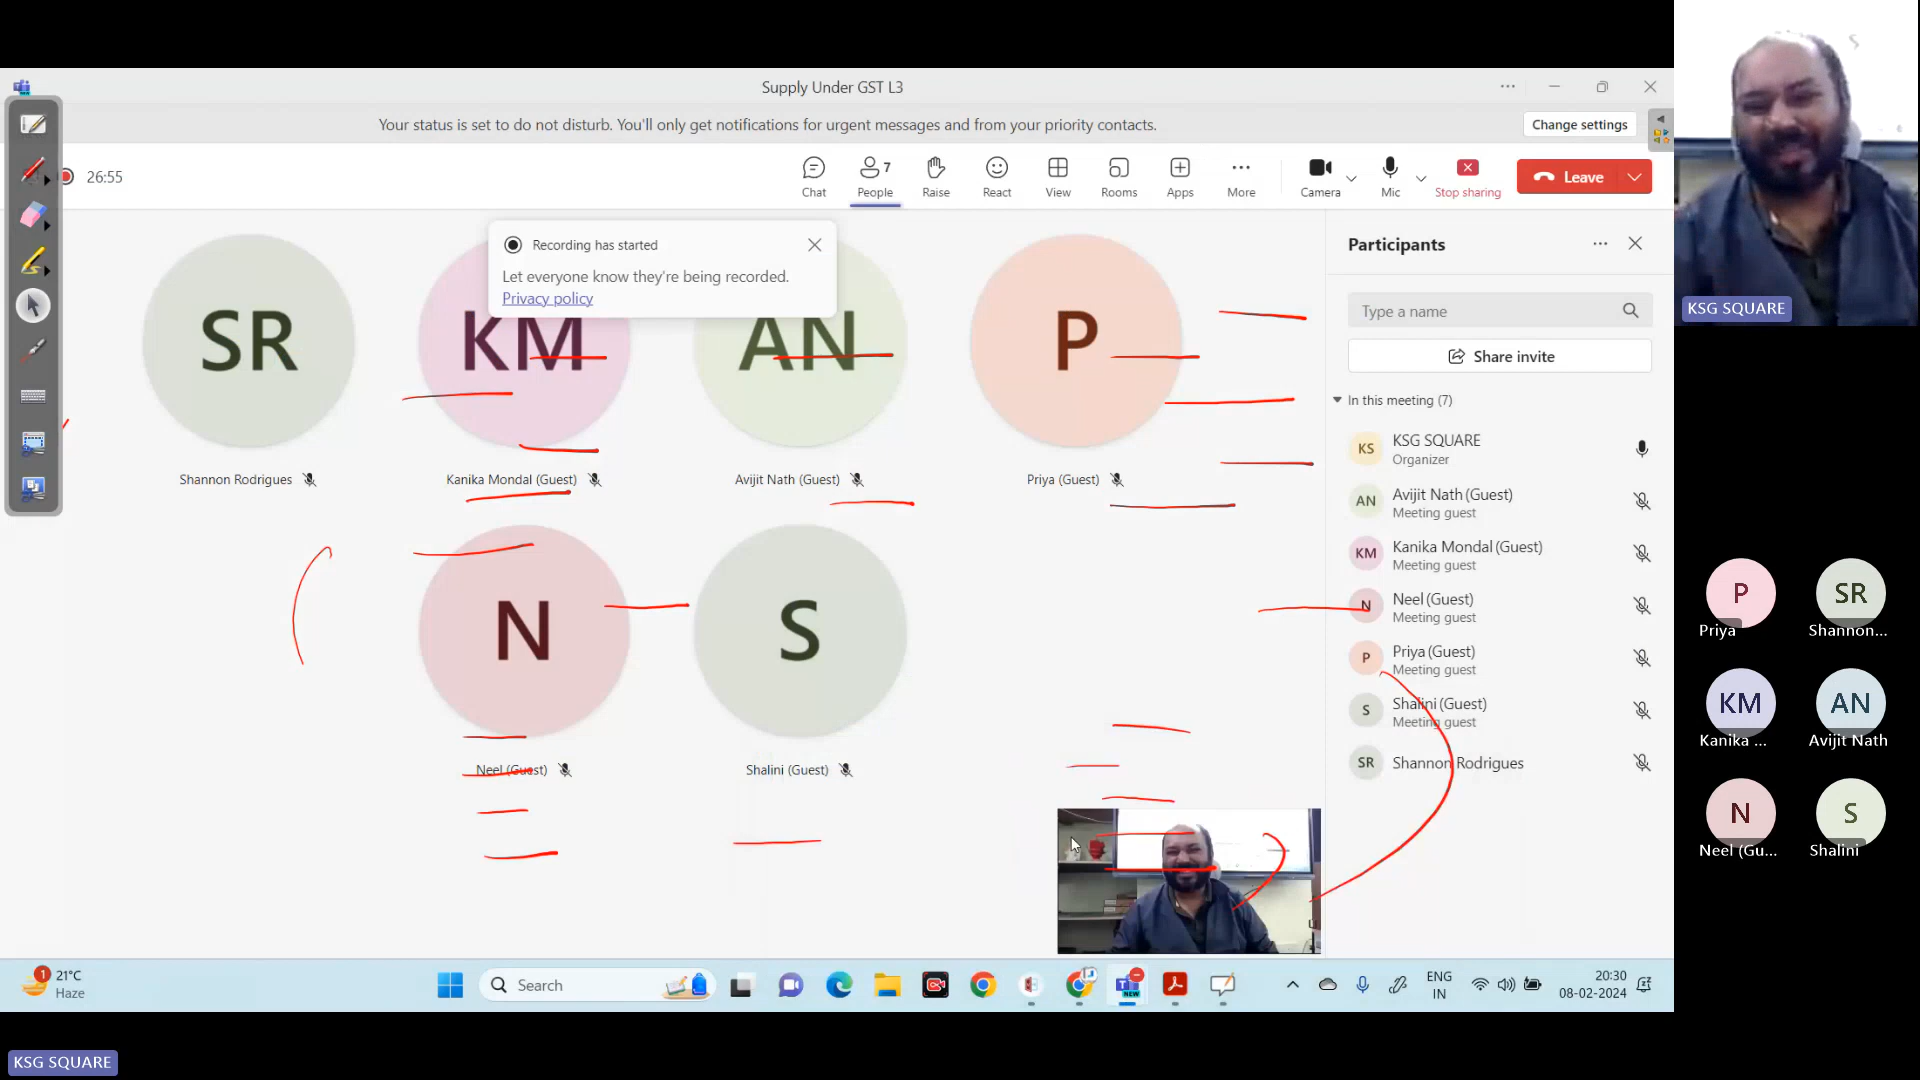 Supply Under GST L3
Your status is set to do not disturb. You'll only get notifications for urgent messages and from your priority contacts.
Change settings
26:55
Chat
7
People
Raise
React
View
Rooms
Apps
More
Camera
Mic
Stop sharing
Leave
Recording has started
Let everyone know they're being recorded.
Privacy policy
SR
KM
AN
P
Shannon Rodrigues
Kanika Mondal (Guest)
Avijit Nath (Guest)
Priya (Guest)
N
S
Neel (Guest)
Shalini (Guest)
Participants
Type a name
Share invite
In this meeting (7)
KS
KSG SQUARE
Organizer
AN
Avijit Nath (Guest)
Meeting guest
KM
Kanika Mondal (Guest)
Meeting guest
N
Neel (Guest)
Meeting guest
P
Priya (Guest)
Meeting guest
S
Shalini (Guest)
Meeting guest
SR
Shannon Rodrigues
KSG SQUARE
P
Priya
SR
Shannon...
KM
Kanika ...
AN
Avijit Nath
N
Neel (Gu...
S
Shalini
1
21°C
Haze
Search
NEW
ENG
IN
20:30
08-02-2024
KSG SQUARE